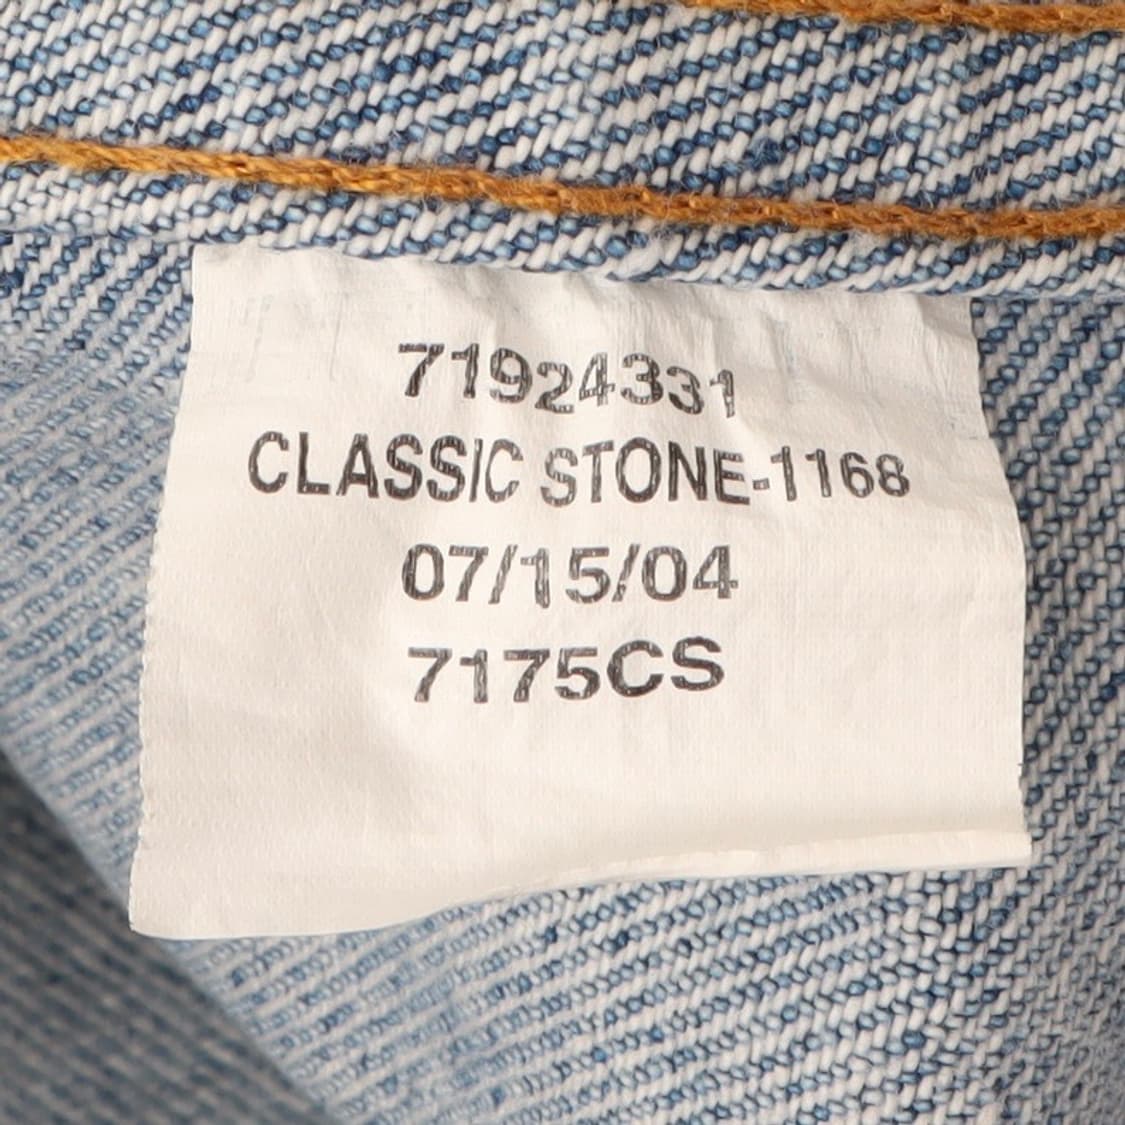 71924331
CLASSIC STONE-1168
07/15/04
7175CS